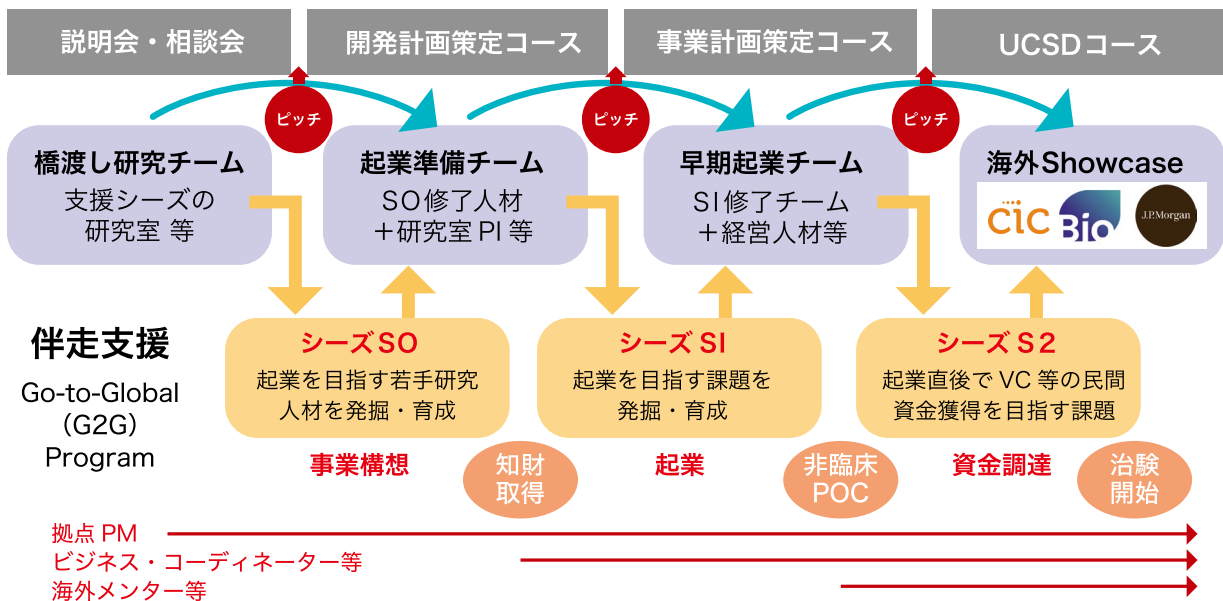 説明会・相談会
開発計画策定コース
事業計画策定コース
UCSDコース
ピッチ
ピッチ
ピッチ
橋渡し研究チーム
支援シーズの
研究室 等
起業準備チーム
SO修了人材
＋研究室PI等
早期起業チーム
SI修了チーム
＋経営人材等
海外Showcase
cic
Bio
J.P.Morgan
伴走支援
Go-to-Global
（G2G）
Program
シーズSO
起業を目指す若手研究
人材を発掘・育成
シーズSI
起業を目指す課題を
発掘・育成
シーズS2
起業直後でVC等の民間
資金獲得を目指す課題
事業構想
知財
取得
起業
非臨床
POC
資金調達
治験
開始
拠点PM
ビジネス・コーディネーター等
海外メンター等